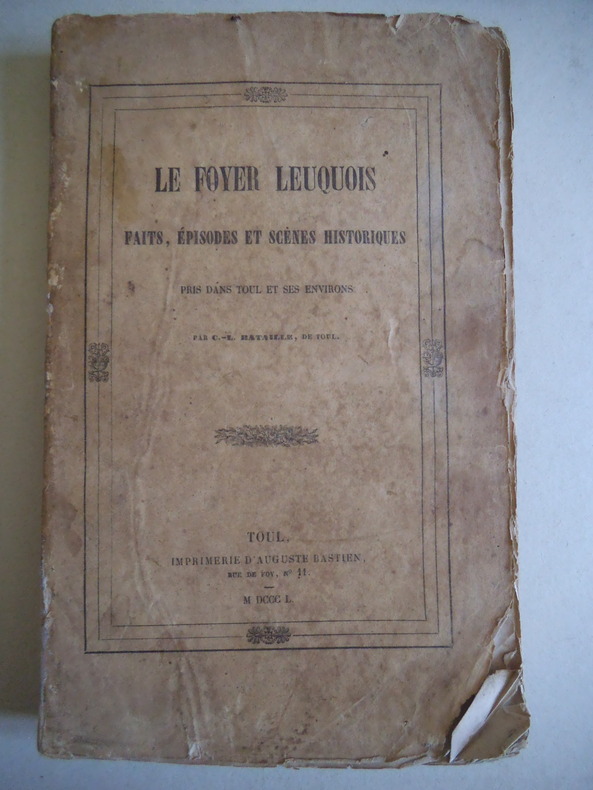 LE FOYER LEUQUOIS
FAITS, ÉPISODES ET SCÈNES HISTORIQUES
PRIS DANS TOUL ET SES ENVIRONS.
PAR C.-L. BATAILLE, DE TOUL.
TOUL.
IMPRIMERIE D'AUGUSTE BASTIEN,
RUE DE FOY, Nº 11.
M DCCC L.